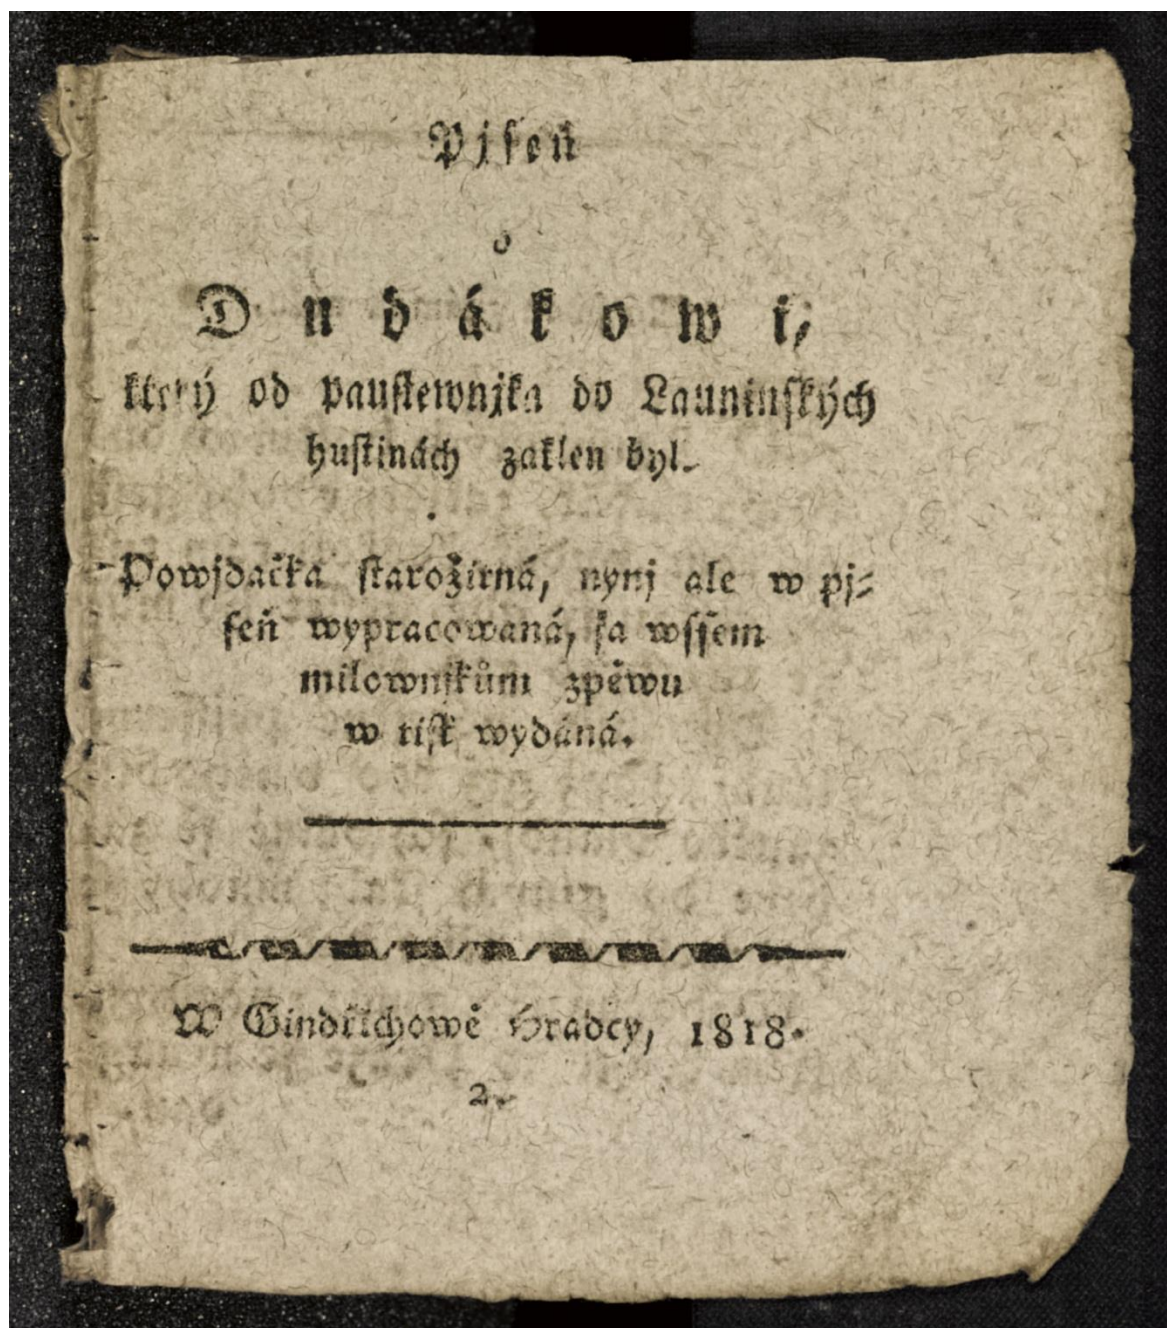 Pjseň
o
Dudákowi,
který od paustewnjka do Launinských
hustinách zaklen byl.
Powjdačka starožitná, nynj ale w pj-
seň wypracowaná, a wssem
milownjkům zpěwu
w tisk wydáná.
W Gindřichowě Hradcy, 1818.
2.